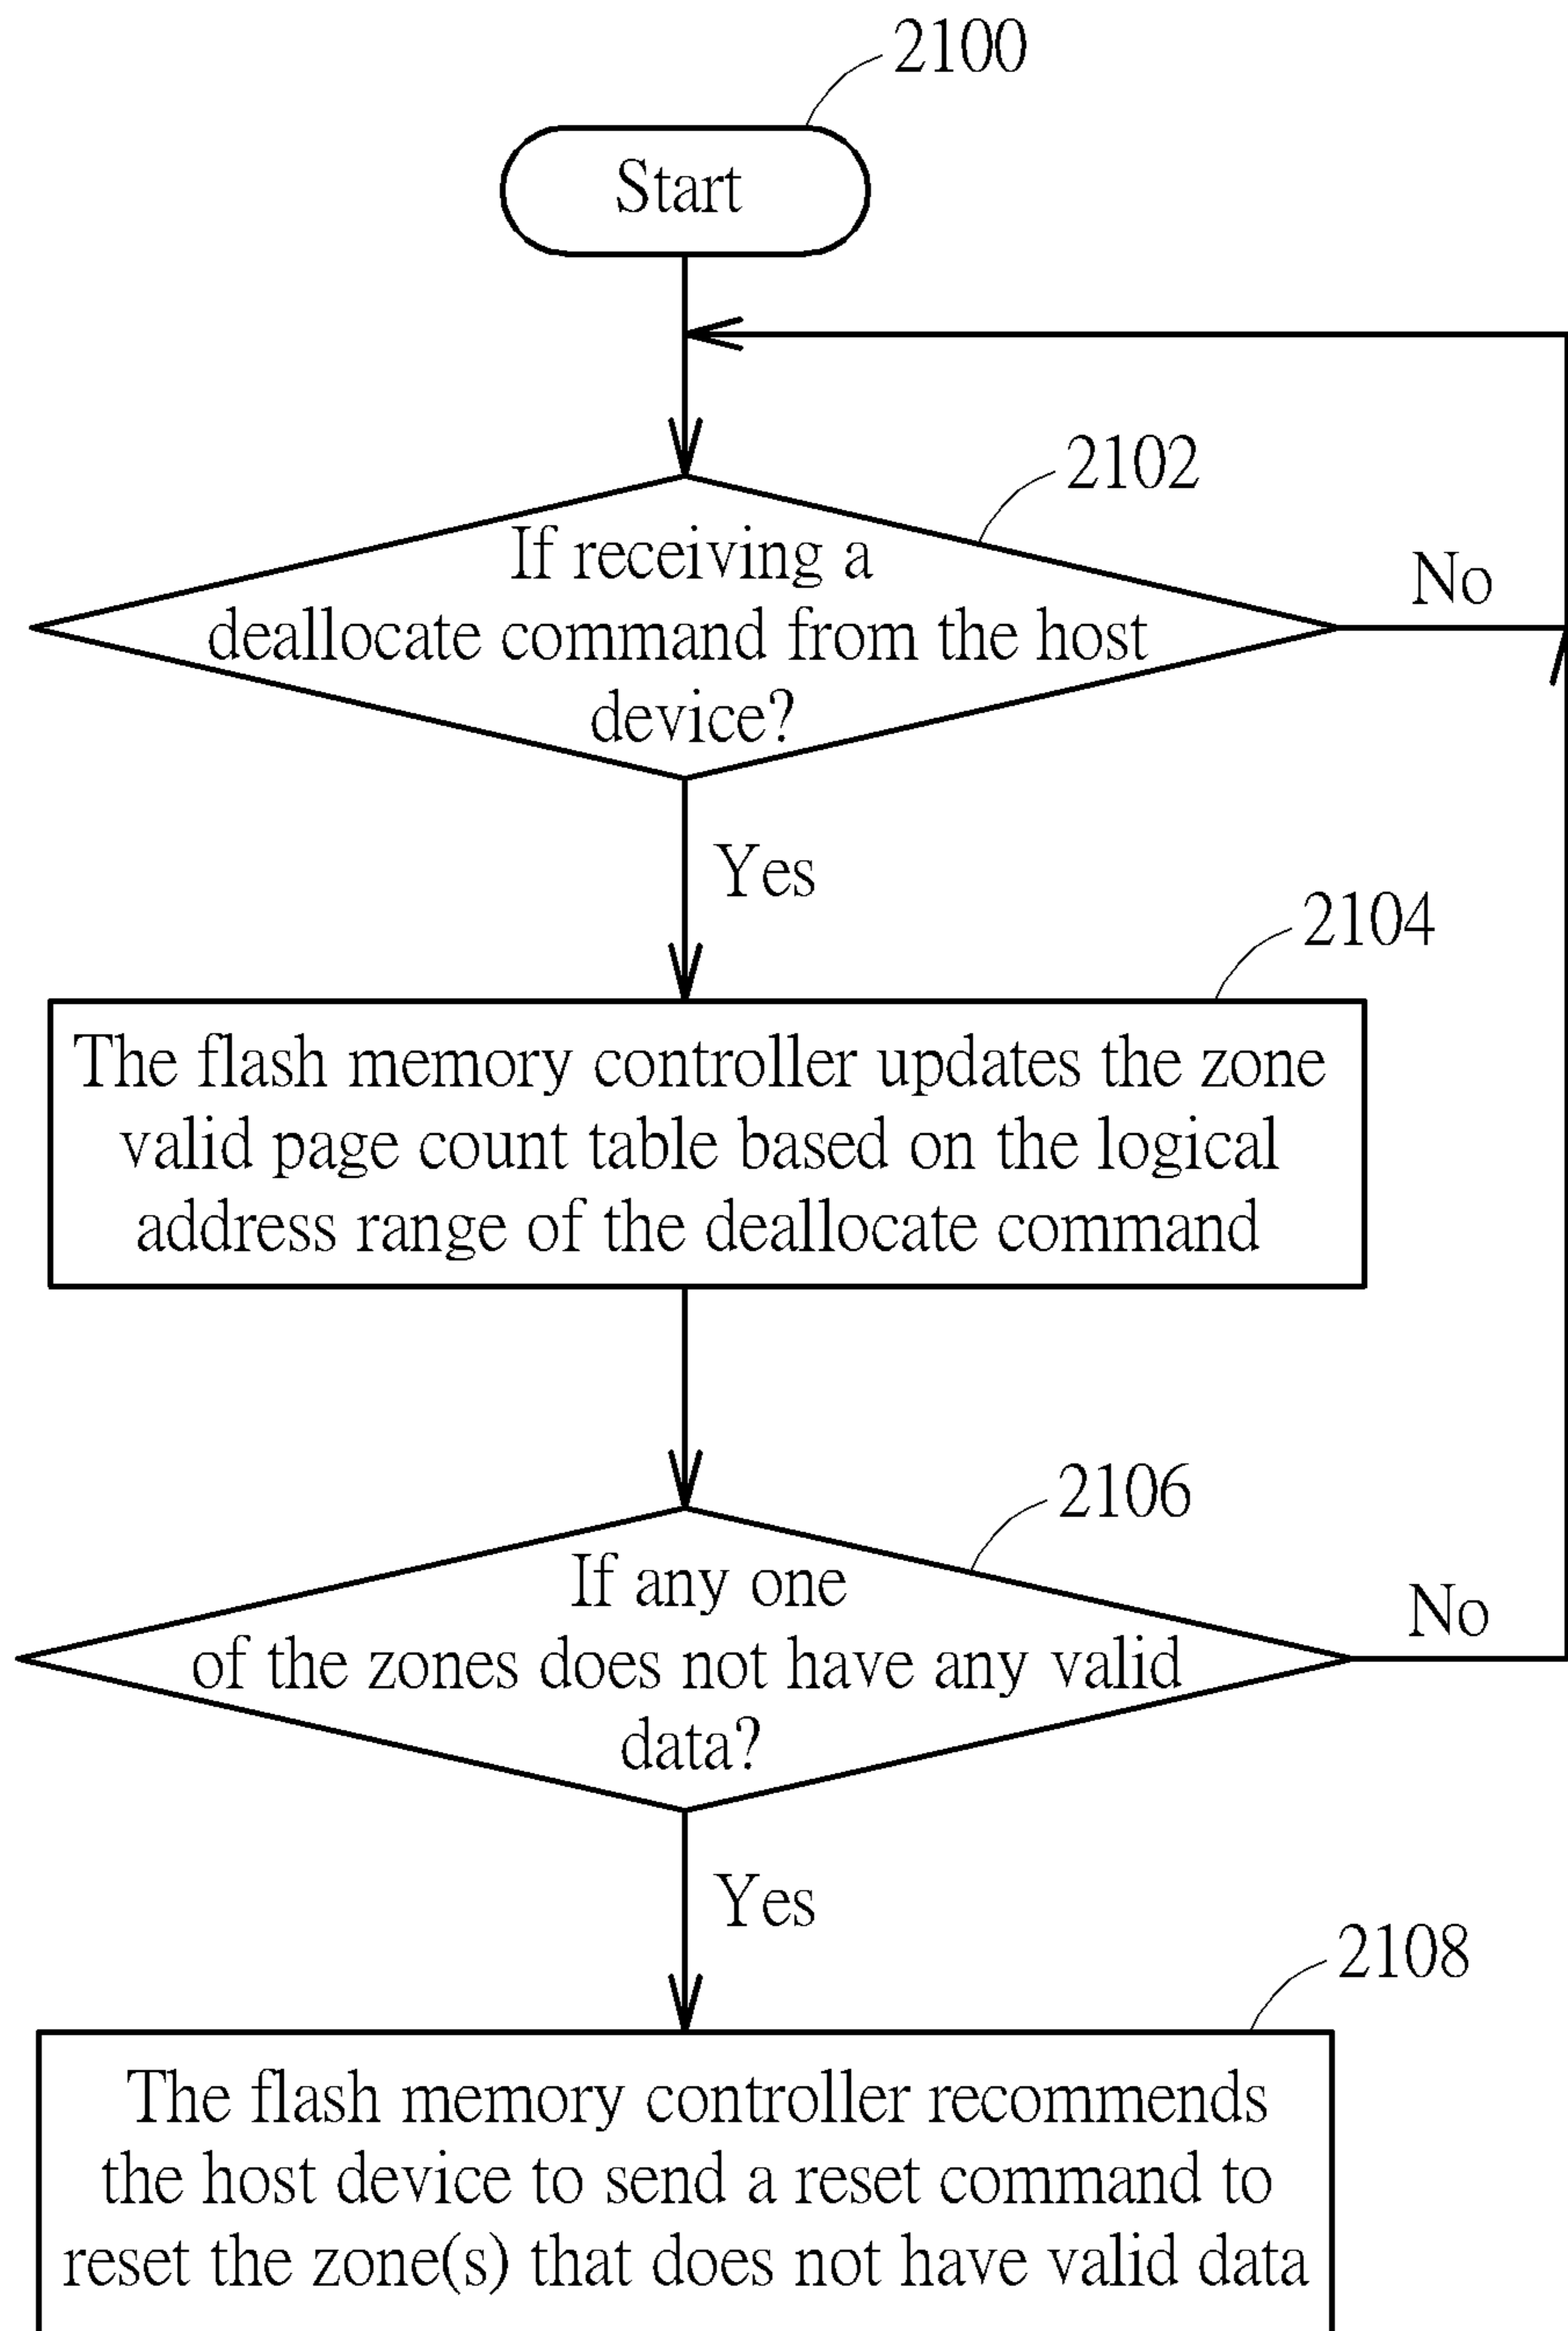 2100
Start
2102
If receiving a
deallocate command from the host
device?
No
Yes
2104
The flash memory controller updates the zone
valid page count table based on the logical
address range of the deallocate command
2106
If any one
of the zones does not have any valid
data?
No
Yes
2108
The flash memory controller recommends
the host device to send a reset command to
reset the zone(s) that does not have valid data